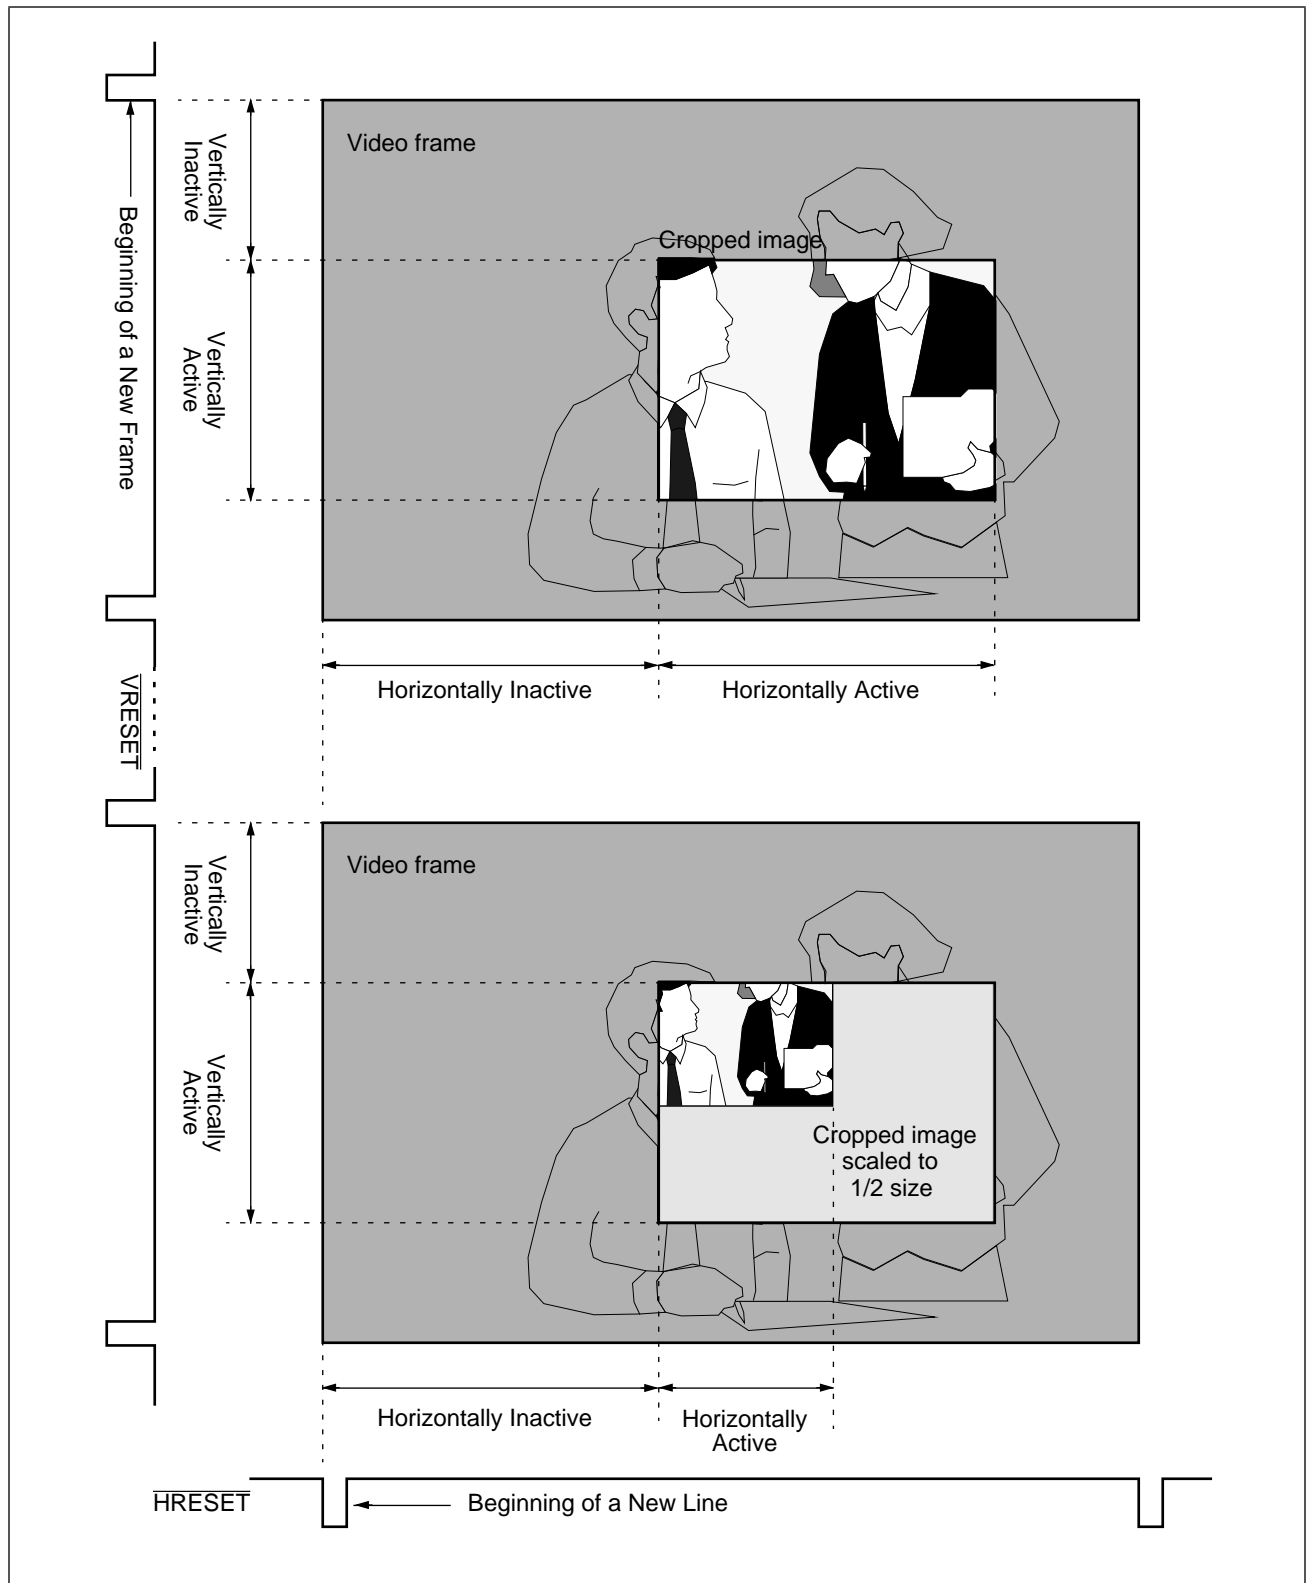 Video frame
Vertically
Inactive
Beginning of a New Frame
Cropped image
Vertically
Active
Horizontally Inactive
Horizontally Active
VRESET
Video frame
Vertically
Inactive
Vertically
Active
Cropped image
scaled to
1/2 size
Horizontally Inactive
Horizontally
Active
HRESET
Beginning of a New Line